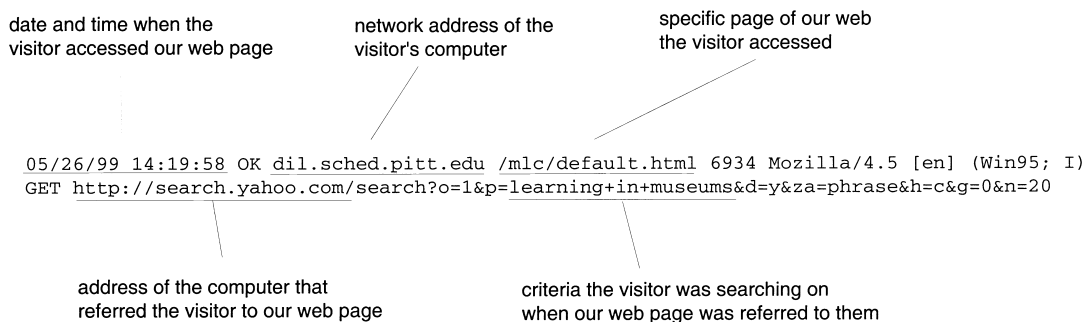 date and time when the
visitor accessed our web page
network address of the
visitor's computer
specific page of our web
the visitor accessed
05/26/99 14:19:58 OK dil.sched.pitt.edu /mlc/default.html 6934 Mozilla/4.5 [en] (Win95; I)
GET http://search.yahoo.com/search?o=1&p=learning+in+museums&d=y&za=phrase&h=c&g=0&n=20
address of the computer that
referred the visitor to our web page
criteria the visitor was searching on
when our web page was referred to them